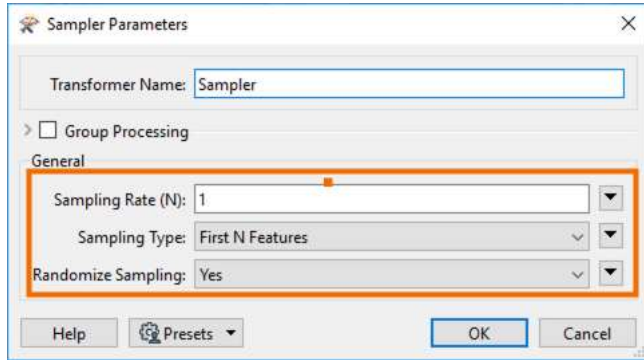 Sampler Parameters
Transformer Name: Sampler
Group Processing
General
Sampling Rate (N): 1
Sampling Type: First N Features
Randomize Sampling: Yes
Help Presets OK Cancel